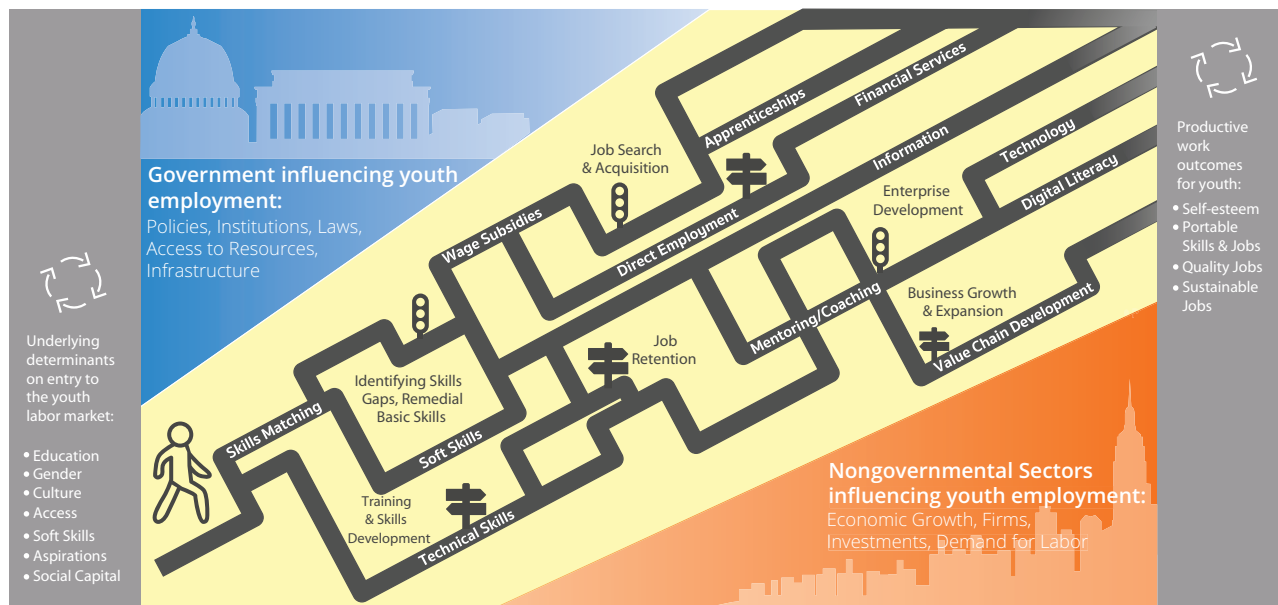 Government influencing youth
employment:
Policies, Institutions, Laws,
Access to Resources,
Infrastructure
Underlying
determinants
on entry to
the youth
labor market:
• Education
• Gender
• Culture
• Access
• Soft Skills
• Aspirations
• Social Capital
Skills Matching
Identifying Skills
Gaps, Remedial
Basic Skills
Soft Skills
Training
& Skills
Development
Technical Skills
Wage Subsidies
Job Search
& Acquisition
Direct Employment
Job
Retention
Apprenticeships
Financial Services
Information
Mentoring/Coaching
Enterprise
Development
Technology
Digital Literacy
Business Growth
& Expansion
Value Chain Development
Nongovernmental Sectors
influencing youth employment:
Economic Growth, Firms,
Investments, Demand for Labor
Productive
work
outcomes
for youth:
• Self-esteem
• Portable
Skills & Jobs
• Quality Jobs
• Sustainable
Jobs